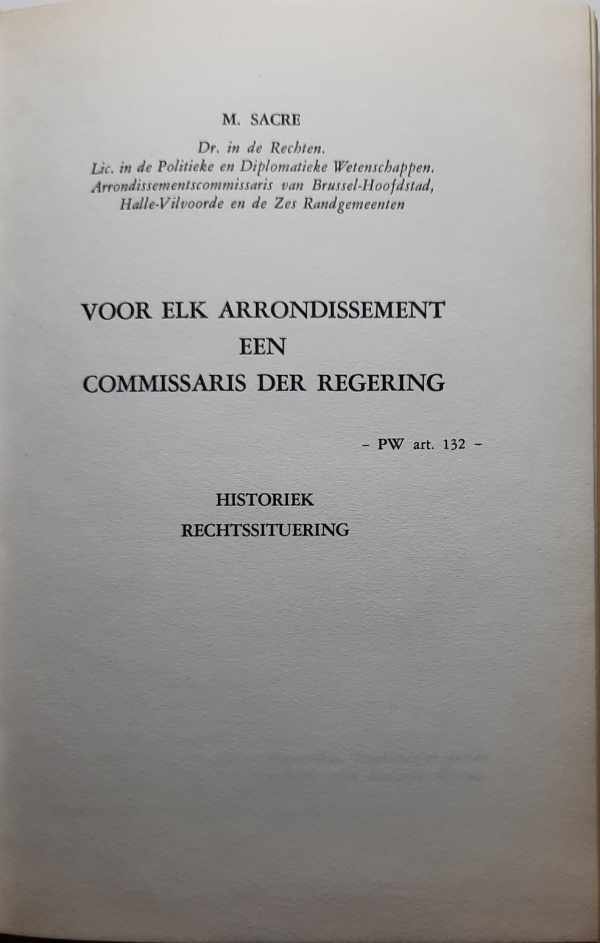 M. SACRE
Dr. in de Rechten.
Lic. in de Politieke en Diplomatieke Wetenschappen.
Arrondissementscommissaris van Brussel-Hoofdstad,
Halle-Vilvoorde en de Zes Randgemeenten
VOOR ELK ARRONDISSEMENT
EEN
COMMISSARIS DER REGERING
– PW art. 132 –
HISTORIEK
RECHTSSITUERING